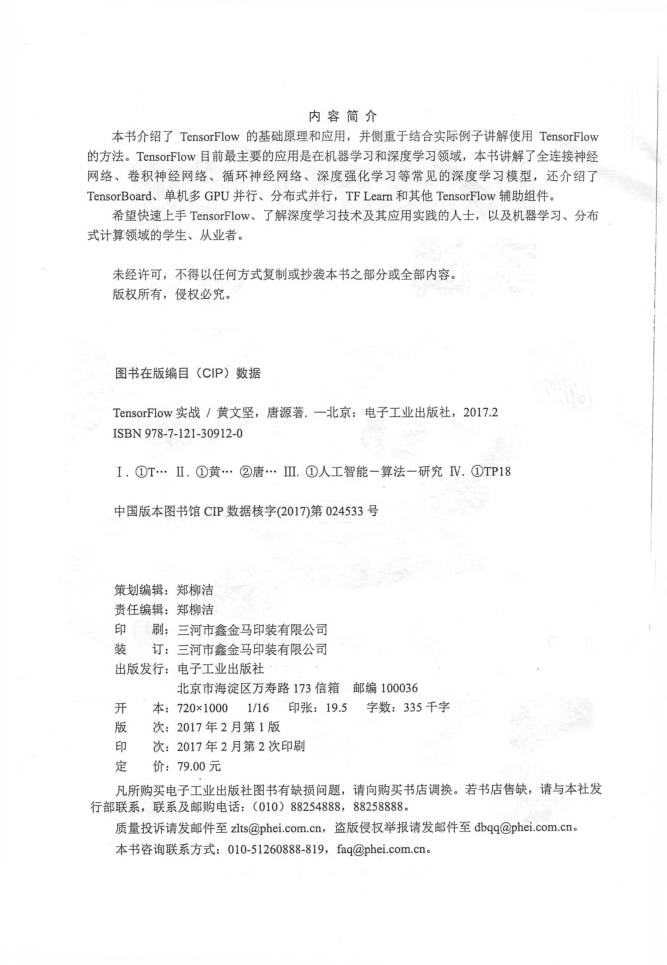 内 容 简 介
本书介绍了 TensorFlow 的基础原理和应用，并侧重于结合实际例子讲解使用 TensorFlow
的方法。TensorFlow 目前最主要的应用是在机器学习和深度学习领域，本书讲解了全连接神经
网络、卷积神经网络、循环神经网络、深度强化学习等常见的深度学习模型，还介绍了
TensorBoard、单机多 GPU 并行、分布式并行，TF Learn 和其他 TensorFlow 辅助组件。
希望快速上手 TensorFlow、了解深度学习技术及其应用实践的人士，以及机器学习、分布
式计算领域的学生、从业者。
未经许可，不得以任何方式复制或抄袭本书之部分或全部内容。
版权所有，侵权必究。
图书在版编目（CIP）数据
TensorFlow 实战 / 黄文坚，唐源著. —北京：电子工业出版社，2017.2
ISBN 978-7-121-30912-0
Ⅰ. ①T… Ⅱ. ①黄… ②唐… Ⅲ. ①人工智能－算法－研究 Ⅳ. ①TP18
中国版本图书馆 CIP 数据核字(2017)第 024533 号
策划编辑：郑柳洁
责任编辑：郑柳洁
印 刷：三河市鑫金马印装有限公司
装 订：三河市鑫金马印装有限公司
出版发行：电子工业出版社
北京市海淀区万寿路 173 信箱 邮编 100036
开 本：720×1000 1/16 印张：19.5 字数：335 千字
版 次：2017 年 2 月第 1 版
印 次：2017 年 2 月第 2 次印刷
定 价：79.00 元
凡所购买电子工业出版社图书有缺损问题，请向购买书店调换。若书店售缺，请与本社发
行部联系，联系及邮购电话：（010）88254888，88258888。
质量投诉请发邮件至 zlts@phei.com.cn，盗版侵权举报请发邮件至 dbqq@phei.com.cn。
本书咨询联系方式：010-51260888-819，faq@phei.com.cn。